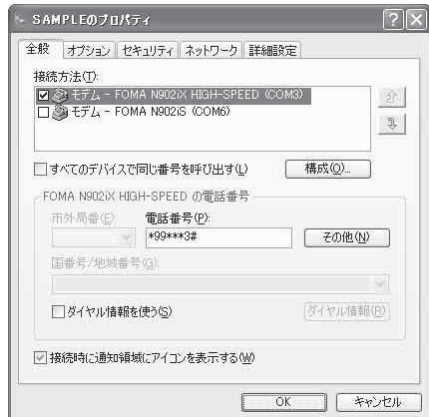 SAMPLEのプロパティ
全般 オプション セキュリティ ネットワーク 詳細設定
接続方法(T):
モデム - FOMA N902iX HIGH-SPEED (COM3)
モデム - FOMA N902iS (COM6)
すべてのデバイスで同じ番号を呼び出す(L) 構成(O)...
FOMA N902iX HIGH-SPEED の電話番号
市外局番(E): 電話番号(P):
*99***3# その他(N)
国番号/地域番号(G):
ダイヤル情報を使う(S) ダイヤル情報(R)
接続時に通知領域にアイコンを表示する(W)
OK キャンセル